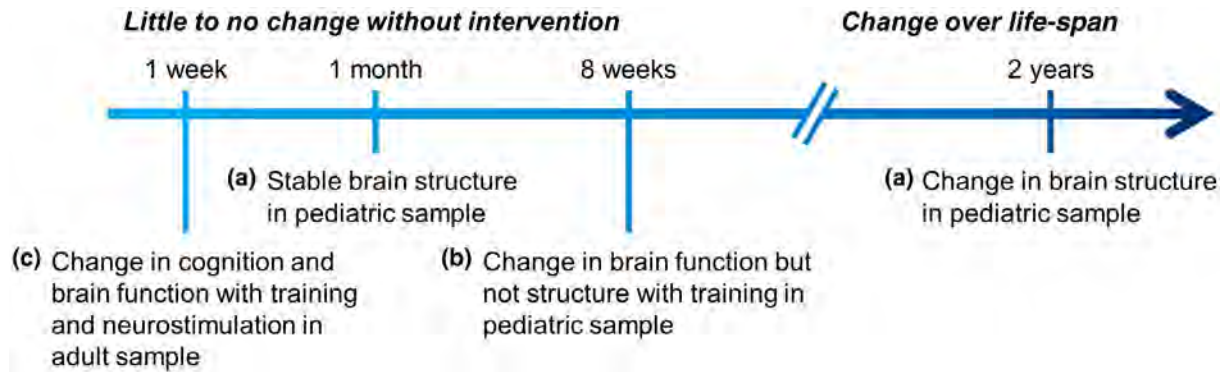 Little to no change without intervention
Change over life-span
1 week
1 month
8 weeks
2 years
(a) Stable brain structure
in pediatric sample
(a) Change in brain structure
in pediatric sample
(c) Change in cognition and
brain function with training
and neurostimulation in
adult sample
(b) Change in brain function but
not structure with training in
pediatric sample